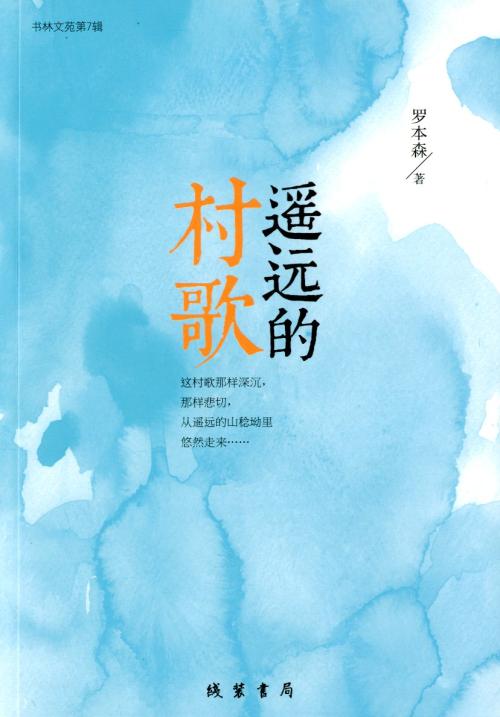 书林文苑第7辑
罗本森/著
遥远的
村歌
这村歌那样深沉，
那样悲切，
从遥远的山稔坳里
悠然走来……
线装书局